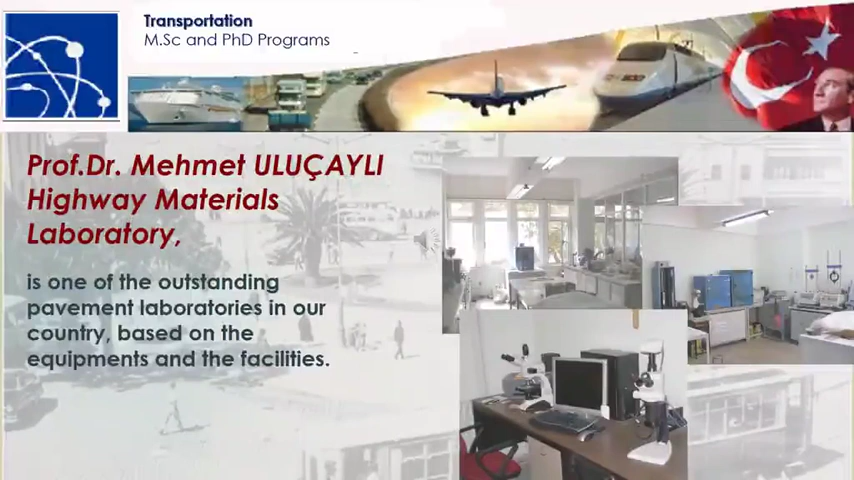 Transportation
M.Sc and PhD Programs
Prof.Dr. Mehmet ULUÇAYLI
Highway Materials
Laboratory,
is one of the outstanding
pavement laboratories in our
country, based on the
equipments and the facilities.